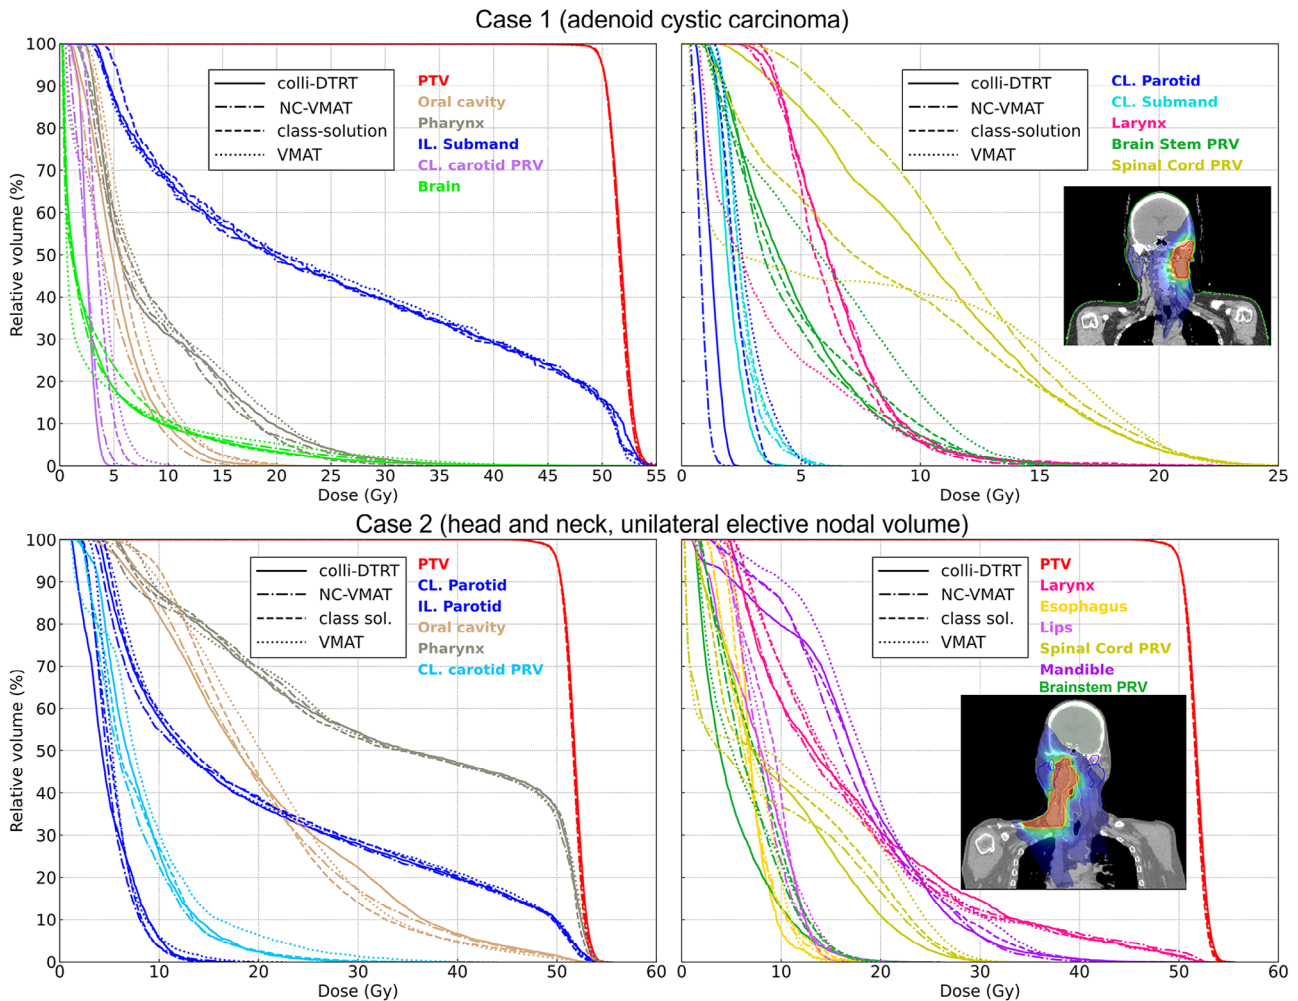 Case 1 (adenoid cystic carcinoma)
100
90
80
70
60
50
40
30
20
10
0
Relative volume (%)
colli-DTRT
NC-VMAT
class-solution
VMAT
PTV
Oral cavity
Pharynx
IL. Submand
CL. carotid PRV
Brain
0 5 10 15 20 25 30 35 40 45 50 55
Dose (Gy)
colli-DTRT
NC-VMAT
class-solution
VMAT
CL. Parotid
CL. Submand
Larynx
Brain Stem PRV
Spinal Cord PRV
0 5 10 15 20 25
Dose (Gy)
Case 2 (head and neck, unilateral elective nodal volume)
100
90
80
70
60
50
40
30
20
10
0
Relative volume (%)
colli-DTRT
NC-VMAT
class sol.
VMAT
PTV
CL. Parotid
IL. Parotid
Oral cavity
Pharynx
CL. carotid PRV
0 10 20 30 40 50 60
Dose (Gy)
colli-DTRT
NC-VMAT
class sol.
VMAT
PTV
Larynx
Esophagus
Lips
Spinal Cord PRV
Mandible
Brainstem PRV
0 10 20 30 40 50 60
Dose (Gy)